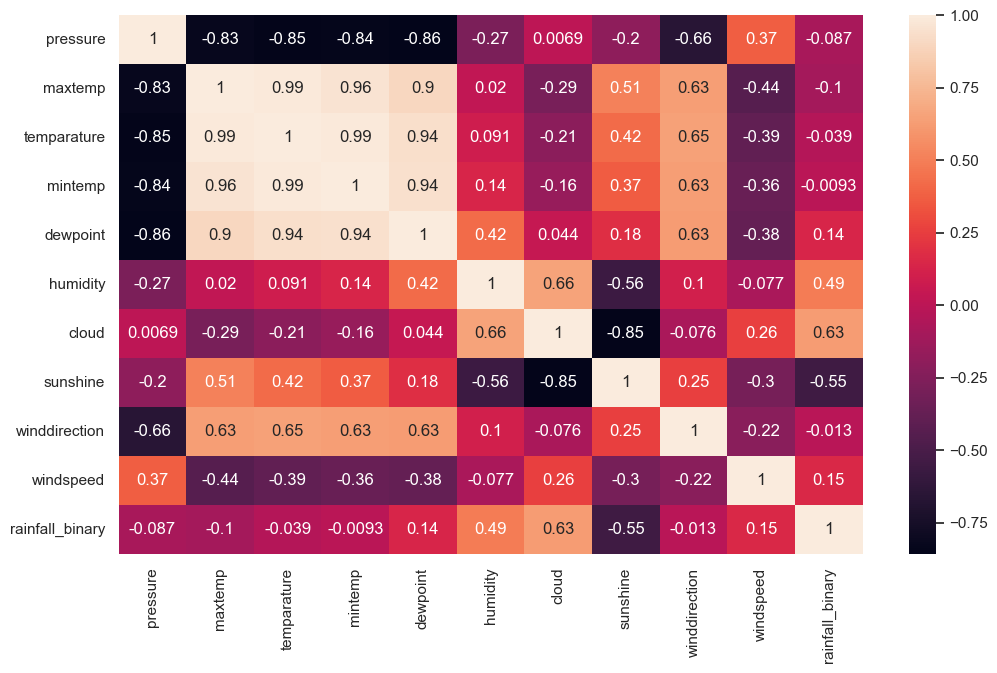 pressure 1 -0.83 -0.85 -0.84 -0.86 -0.27 0.0069 -0.2 -0.66 0.37 -0.087
maxtemp -0.83 1 0.99 0.96 0.9 0.02 -0.29 0.51 0.63 -0.44 -0.1
temparature -0.85 0.99 1 0.99 0.94 0.091 -0.21 0.42 0.65 -0.39 -0.039
mintemp -0.84 0.96 0.99 1 0.94 0.14 -0.16 0.37 0.63 -0.36 -0.0093
dewpoint -0.86 0.9 0.94 0.94 1 0.42 0.044 0.18 0.63 -0.38 0.14
humidity -0.27 0.02 0.091 0.14 0.42 1 0.66 -0.56 0.1 -0.077 0.49
cloud 0.0069 -0.29 -0.21 -0.16 0.044 0.66 1 -0.85 -0.076 0.26 0.63
sunshine -0.2 0.51 0.42 0.37 0.18 -0.56 -0.85 1 0.25 -0.3 -0.55
winddirection -0.66 0.63 0.65 0.63 0.63 0.1 -0.076 0.25 1 -0.22 -0.013
windspeed 0.37 -0.44 -0.39 -0.36 -0.38 -0.077 0.26 -0.3 -0.22 1 0.15
rainfall_binary -0.087 -0.1 -0.039 -0.0093 0.14 0.49 0.63 -0.55 -0.013 0.15 1
pressure
maxtemp
temparature
mintemp
dewpoint
humidity
cloud
sunshine
winddirection
windspeed
rainfall_binary
1.00
0.75
0.50
0.25
0.00
-0.25
-0.50
-0.75